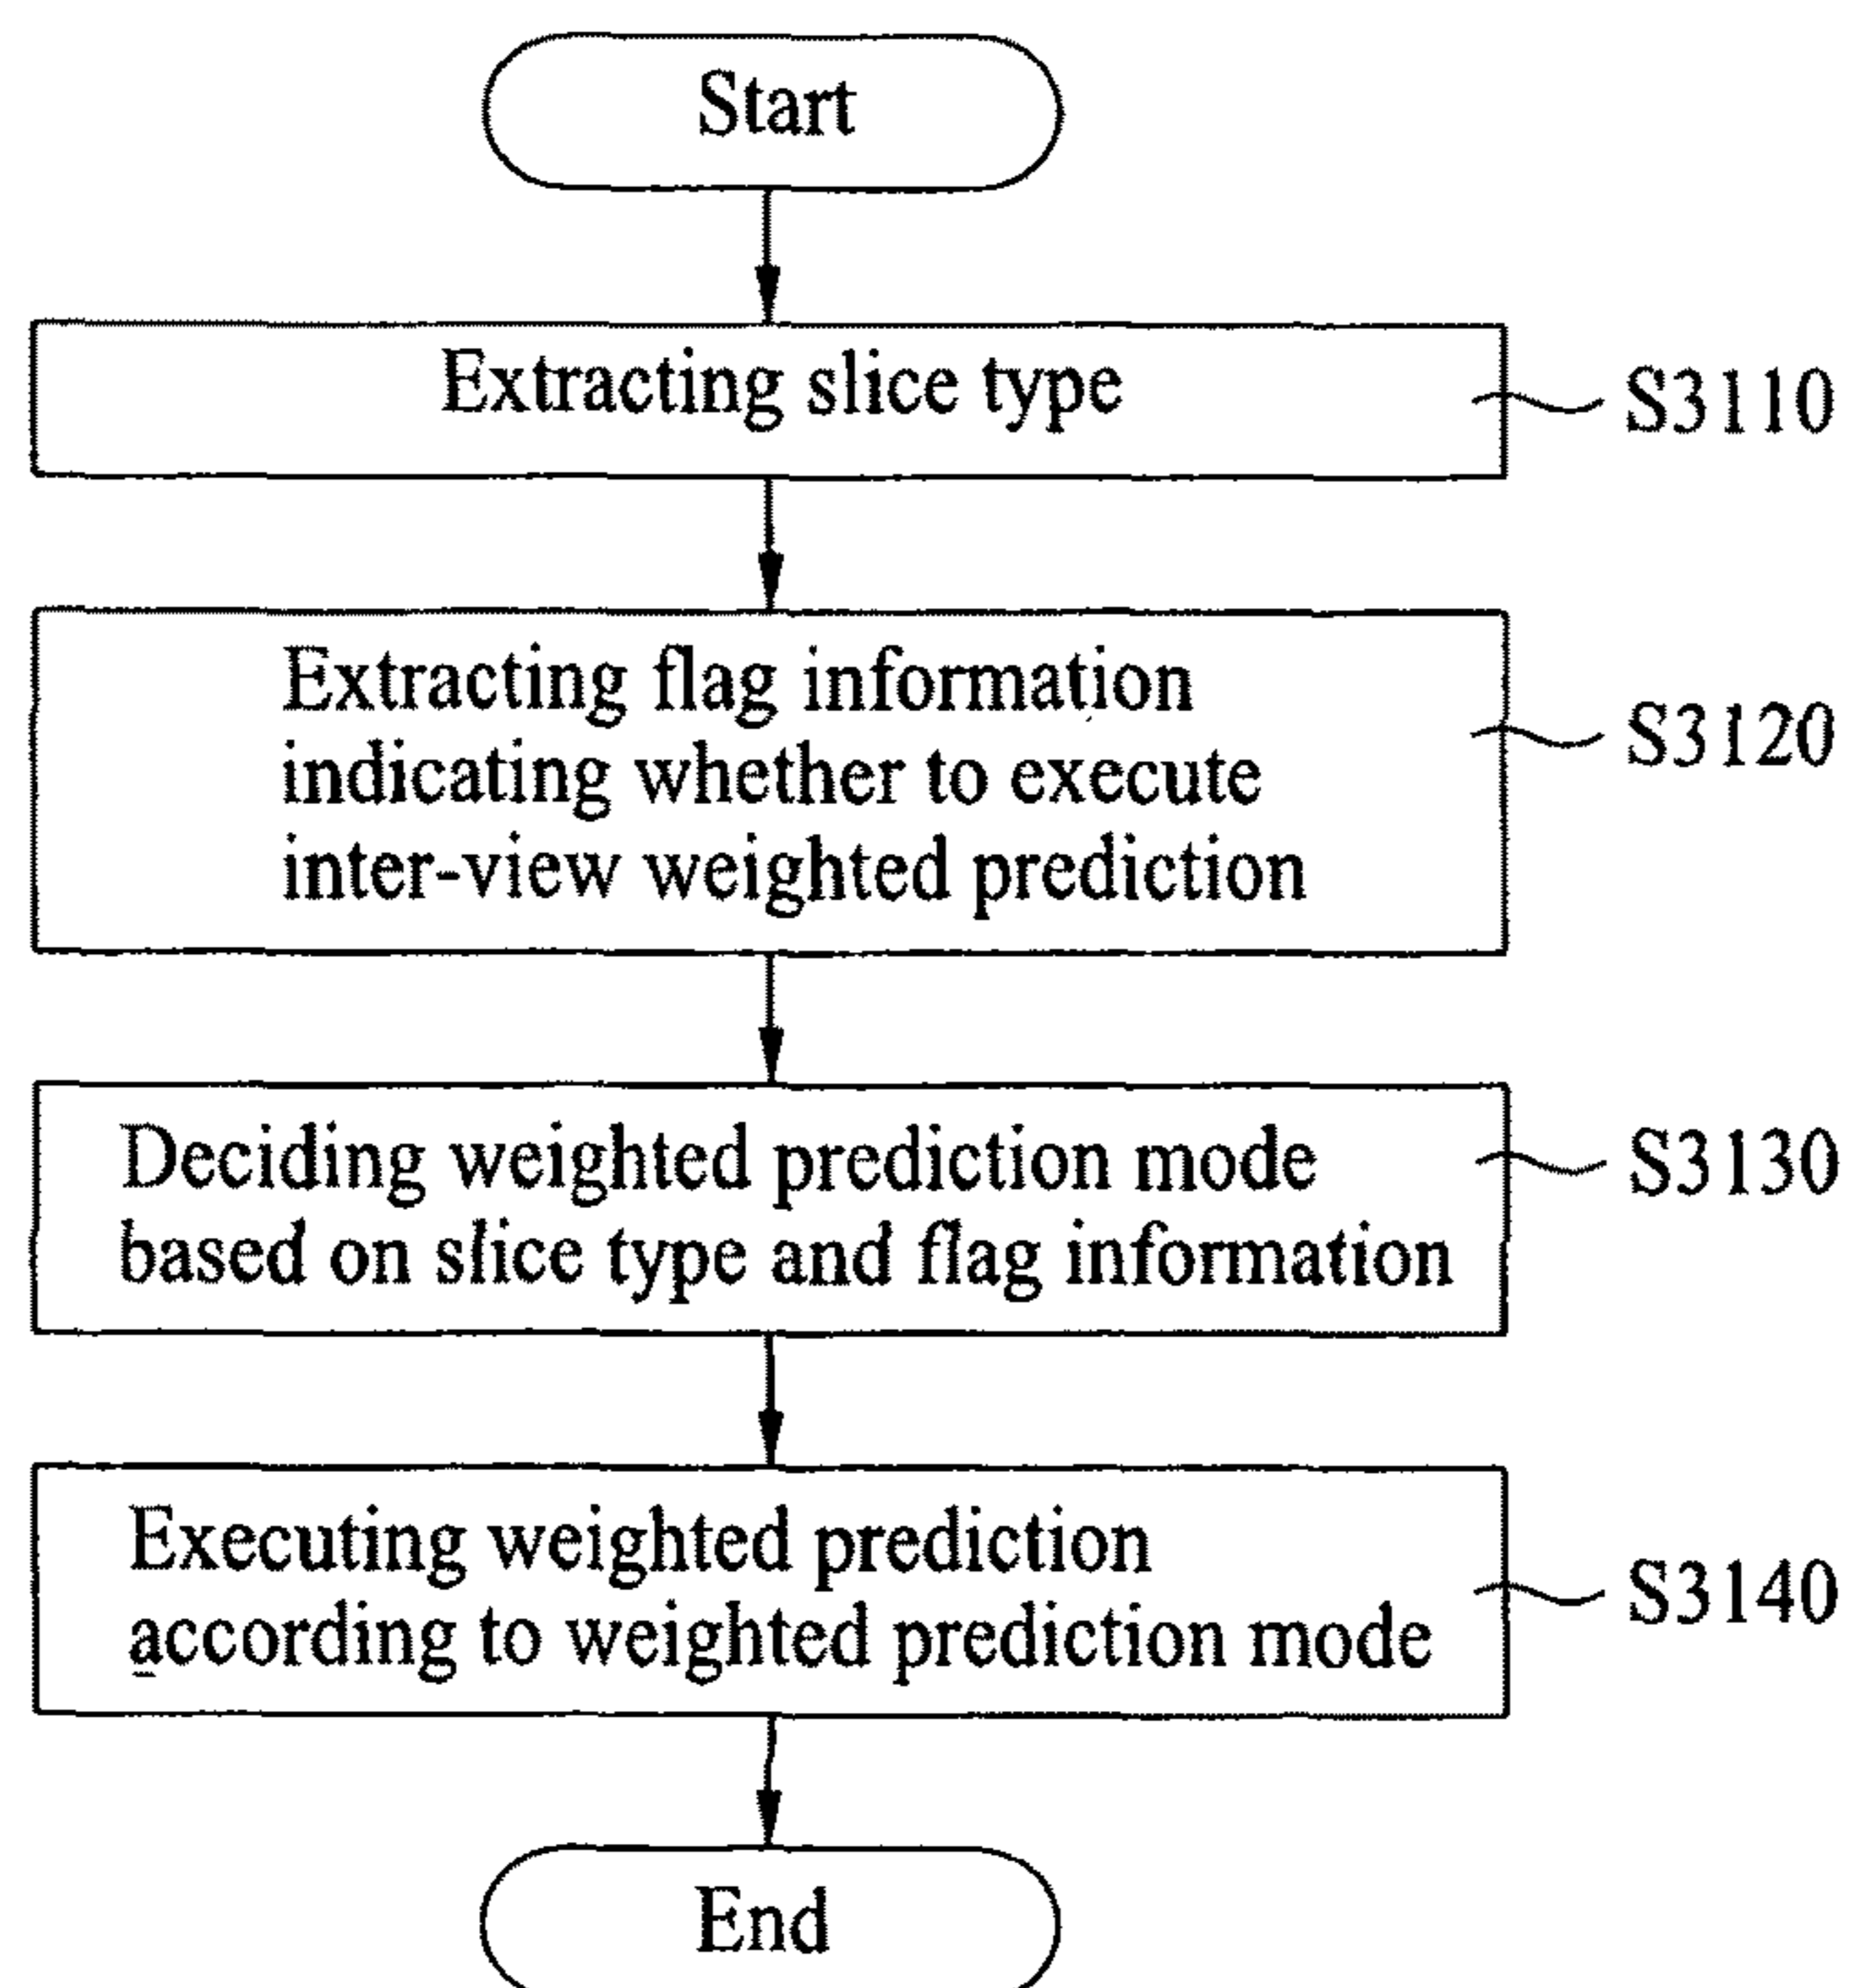 Start
Extracting slice type
S3110
Extracting flag information
indicating whether to execute
inter-view weighted prediction
S3120
Deciding weighted prediction mode
based on slice type and flag information
S3130
Executing weighted prediction
according to weighted prediction mode
S3140
End